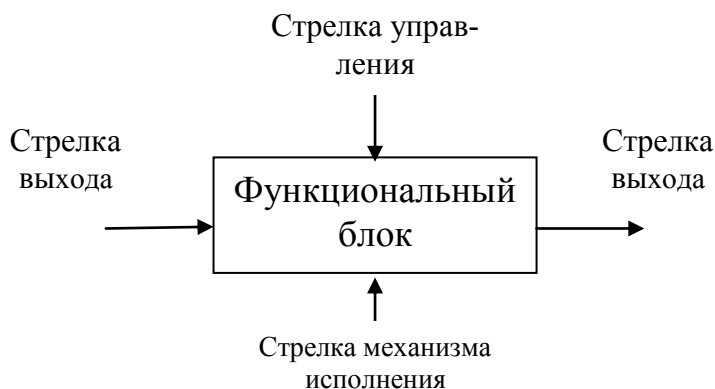 Стрелка управ-
ления
Стрелка
выхода
Стрелка
выхода
Функциональный
блок
Стрелка механизма
исполнения